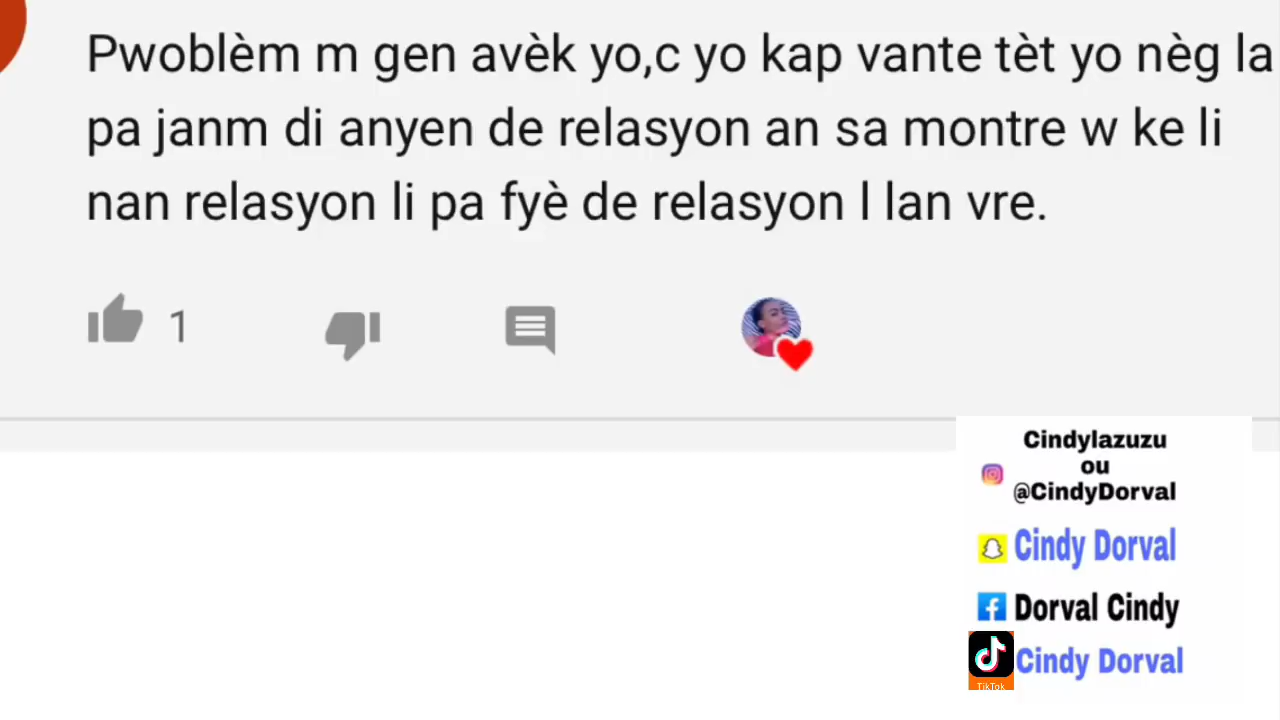 Pwoblèm m gen avèk yo,c yo kap vante tèt yo nèg la
pa janm di anyen de relasyon an sa montre w ke li
nan relasyon li pa fyè de relasyon l lan vre.
1
Cindylazuzu
ou
@CindyDorval
Cindy Dorval
Dorval Cindy
Cindy Dorval
TikTok